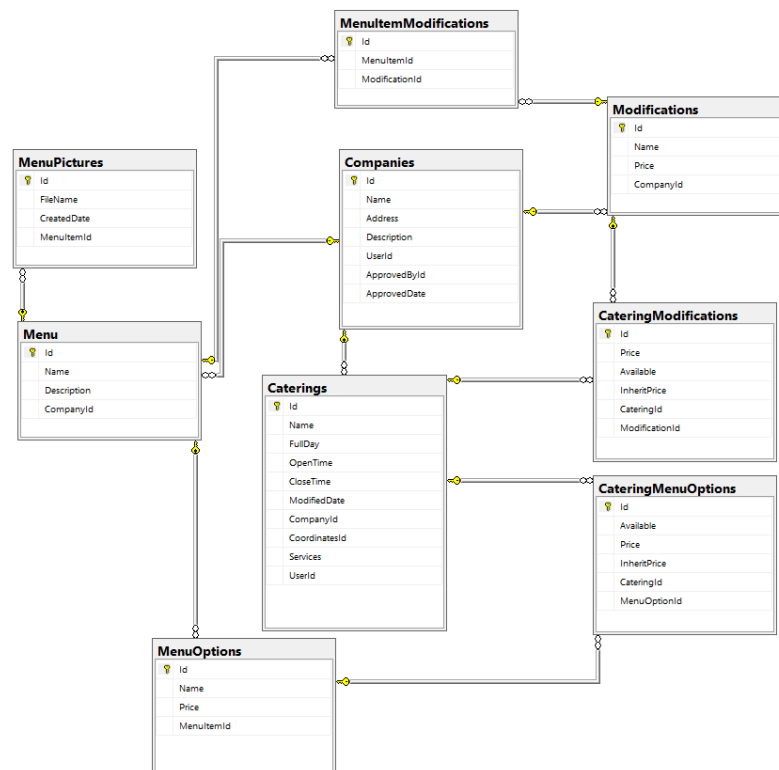 MenuItemModifications
Id
MenuItemId
ModificationId
Modifications
Id
Name
Price
CompanyId
MenuPictures
Id
FileName
CreatedDate
MenuItemId
Companies
Id
Name
Address
Description
UserId
ApprovedById
ApprovedDate
Menu
Id
Name
Description
CompanyId
CateringModifications
Id
Price
Available
InheritPrice
CateringId
ModificationId
Caterings
Id
Name
FullDay
OpenTime
CloseTime
ModifiedDate
CompanyId
CoordinatesId
Services
UserId
CateringMenuOptions
Id
Available
Price
InheritPrice
CateringId
MenuOptionId
MenuOptions
Id
Name
Price
MenuItemId